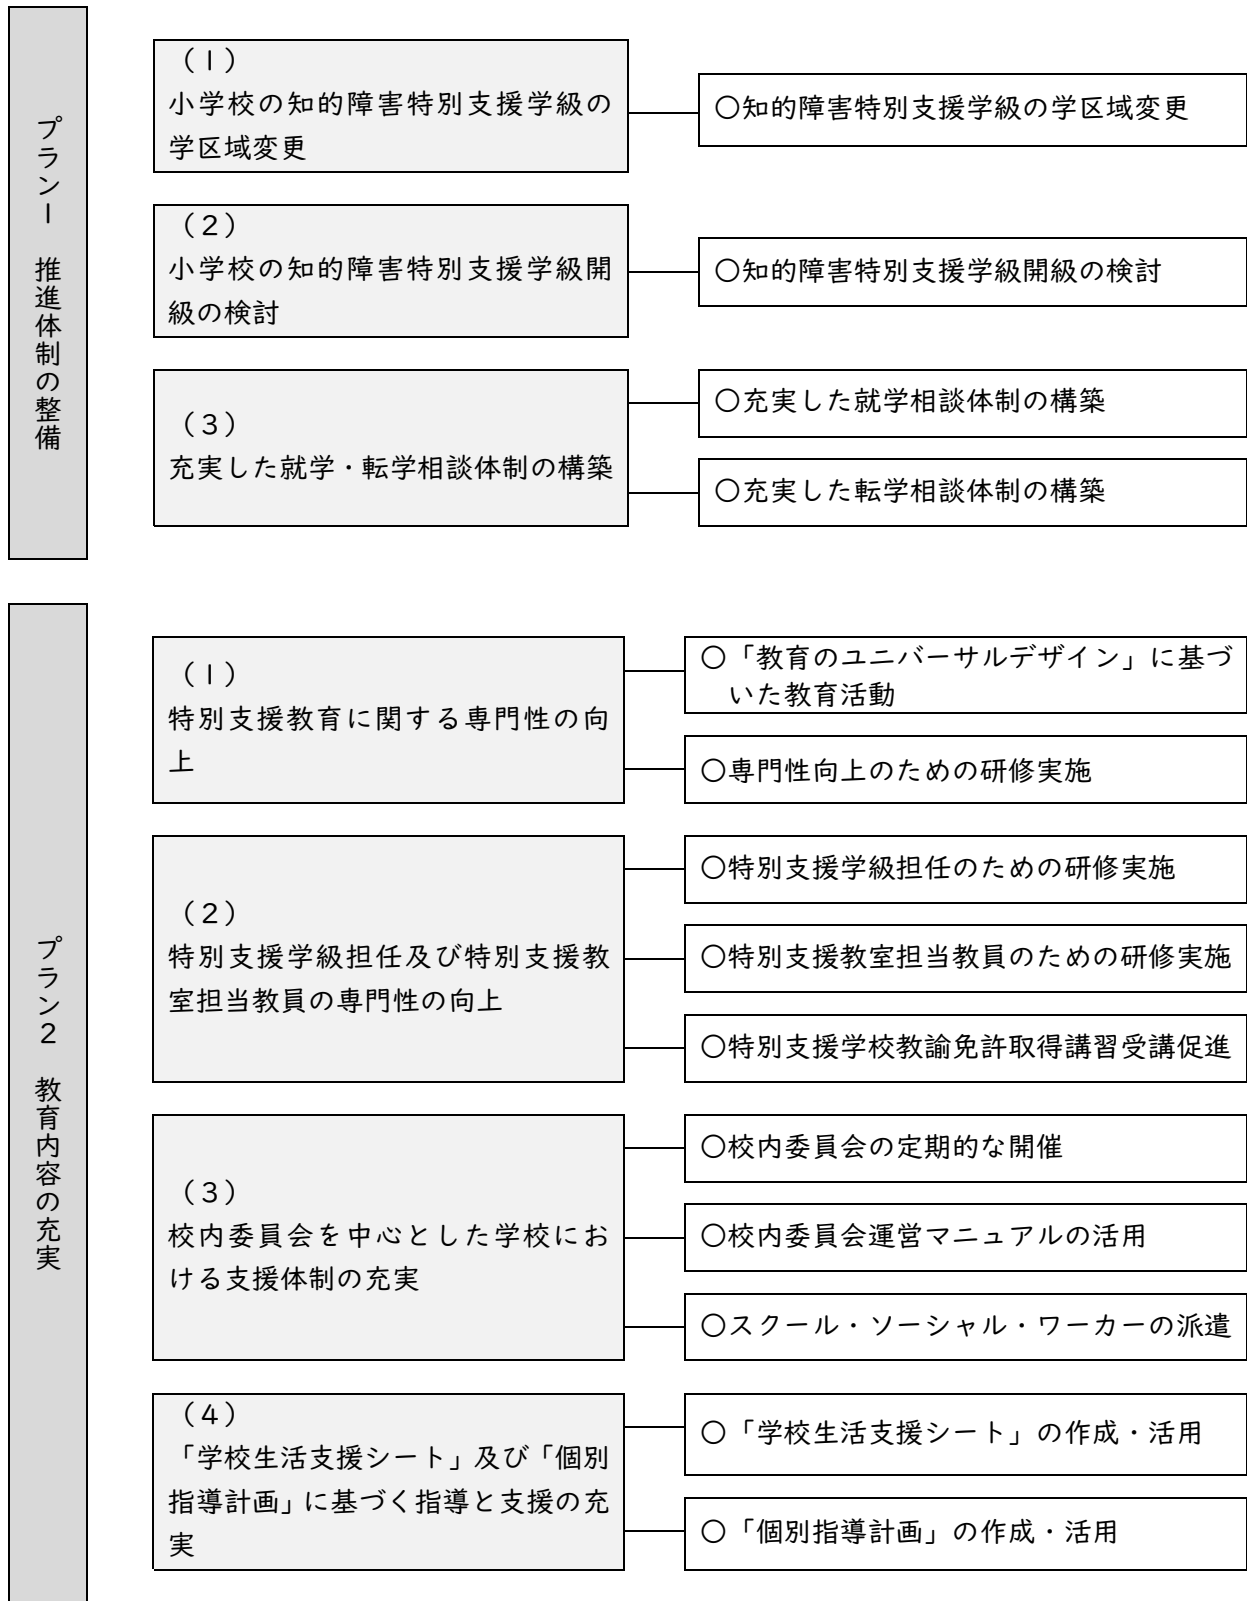 プラン1 推進体制の整備
(1)
小学校の知的障害特別支援学級の
学区域変更
○知的障害特別支援学級の学区域変更
(2)
小学校の知的障害特別支援学級開
級の検討
○知的障害特別支援学級開級の検討
(3)
充実した就学・転学相談体制の構築
○充実した就学相談体制の構築
○充実した転学相談体制の構築
プラン2 教育内容の充実
(1)
特別支援教育に関する専門性の向
上
○「教育のユニバーサルデザイン」に基づ
いた教育活動
○専門性向上のための研修実施
(2)
特別支援学級担任及び特別支援教
室担当教員の専門性の向上
○特別支援学級担任のための研修実施
○特別支援教室担当教員のための研修実施
○特別支援学校教諭免許取得講習受講促進
(3)
校内委員会を中心とした学校にお
ける支援体制の充実
○校内委員会の定期的な開催
○校内委員会運営マニュアルの活用
○スクール・ソーシャル・ワーカーの派遣
(4)
「学校生活支援シート」及び「個別
指導計画」に基づく指導と支援の充
実
○「学校生活支援シート」の作成・活用
○「個別指導計画」の作成・活用